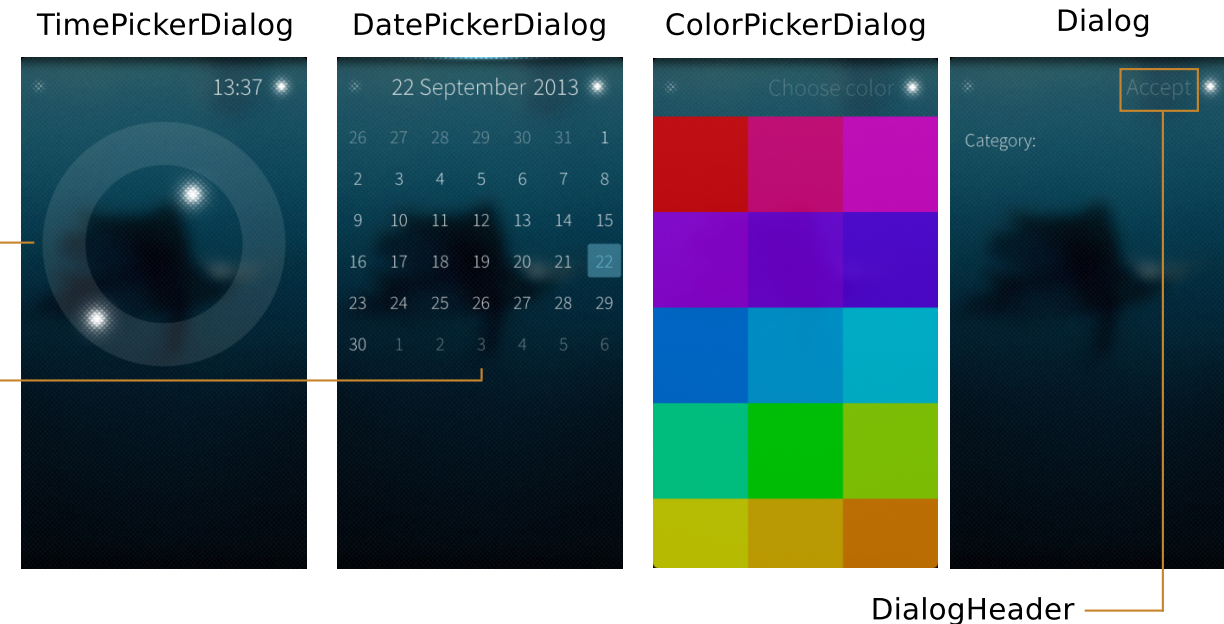 TimePickerDialog
DatePickerDialog
ColorPickerDialog
Dialog
13:37
22 September 2013
26 27 28 29 30 31 1
2 3 4 5 6 7 8
9 10 11 12 13 14 15
16 17 18 19 20 21 22
23 24 25 26 27 28 29
30 1 2 3 4 5 6
Choose color
Accept
Category:
DialogHeader